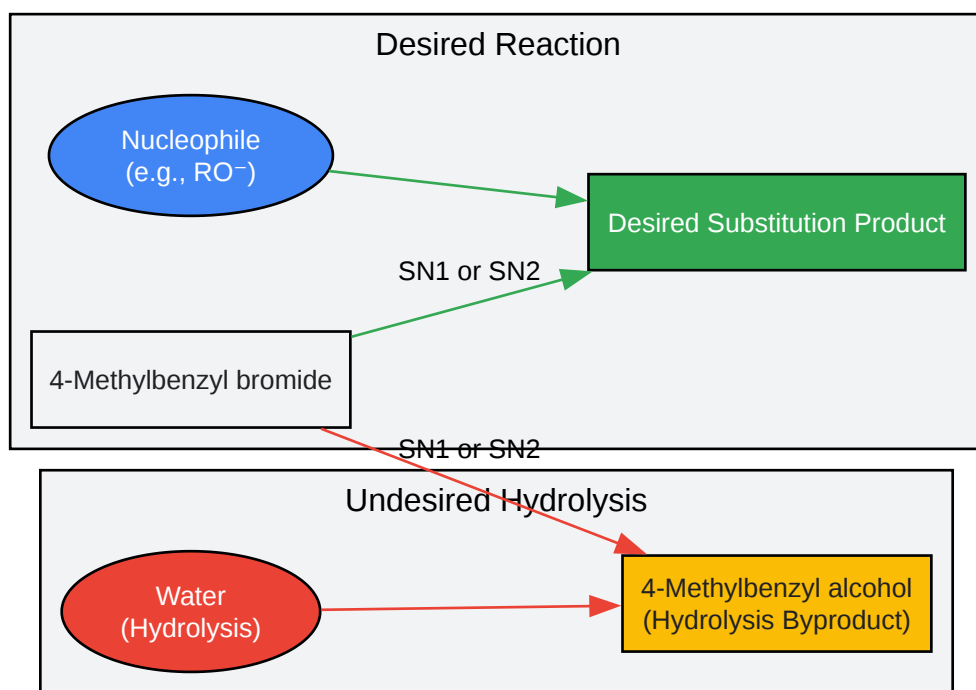 Desired Reaction
Nucleophile
(e.g., RO⁻)
Desired Substitution Product
SN1 or SN2
4-Methylbenzyl bromide
SN1 or SN2
Undesired Hydrolysis
Water
(Hydrolysis)
4-Methylbenzyl alcohol
(Hydrolysis Byproduct)